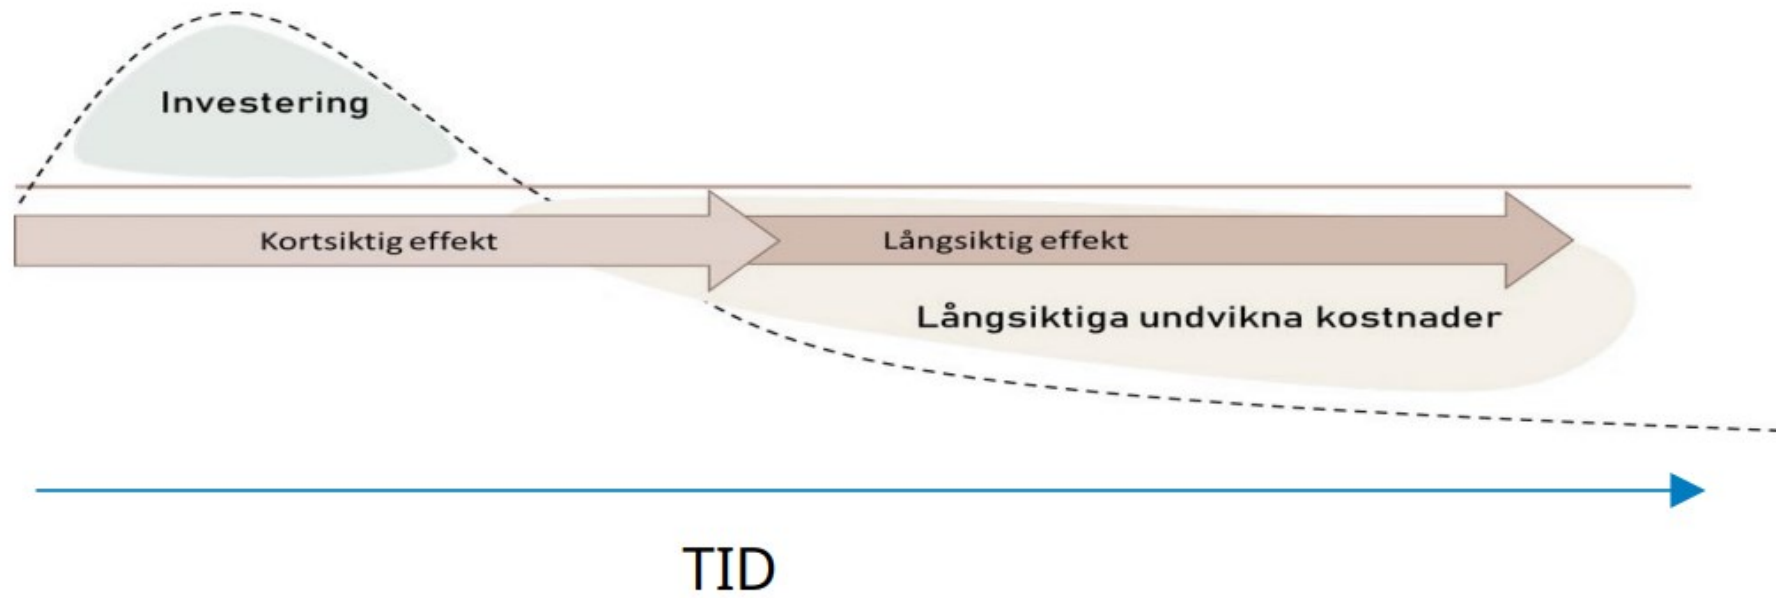 Investering
Kortsiktig effekt
Långsiktig effekt
Långsiktiga undvikna kostnader
TID